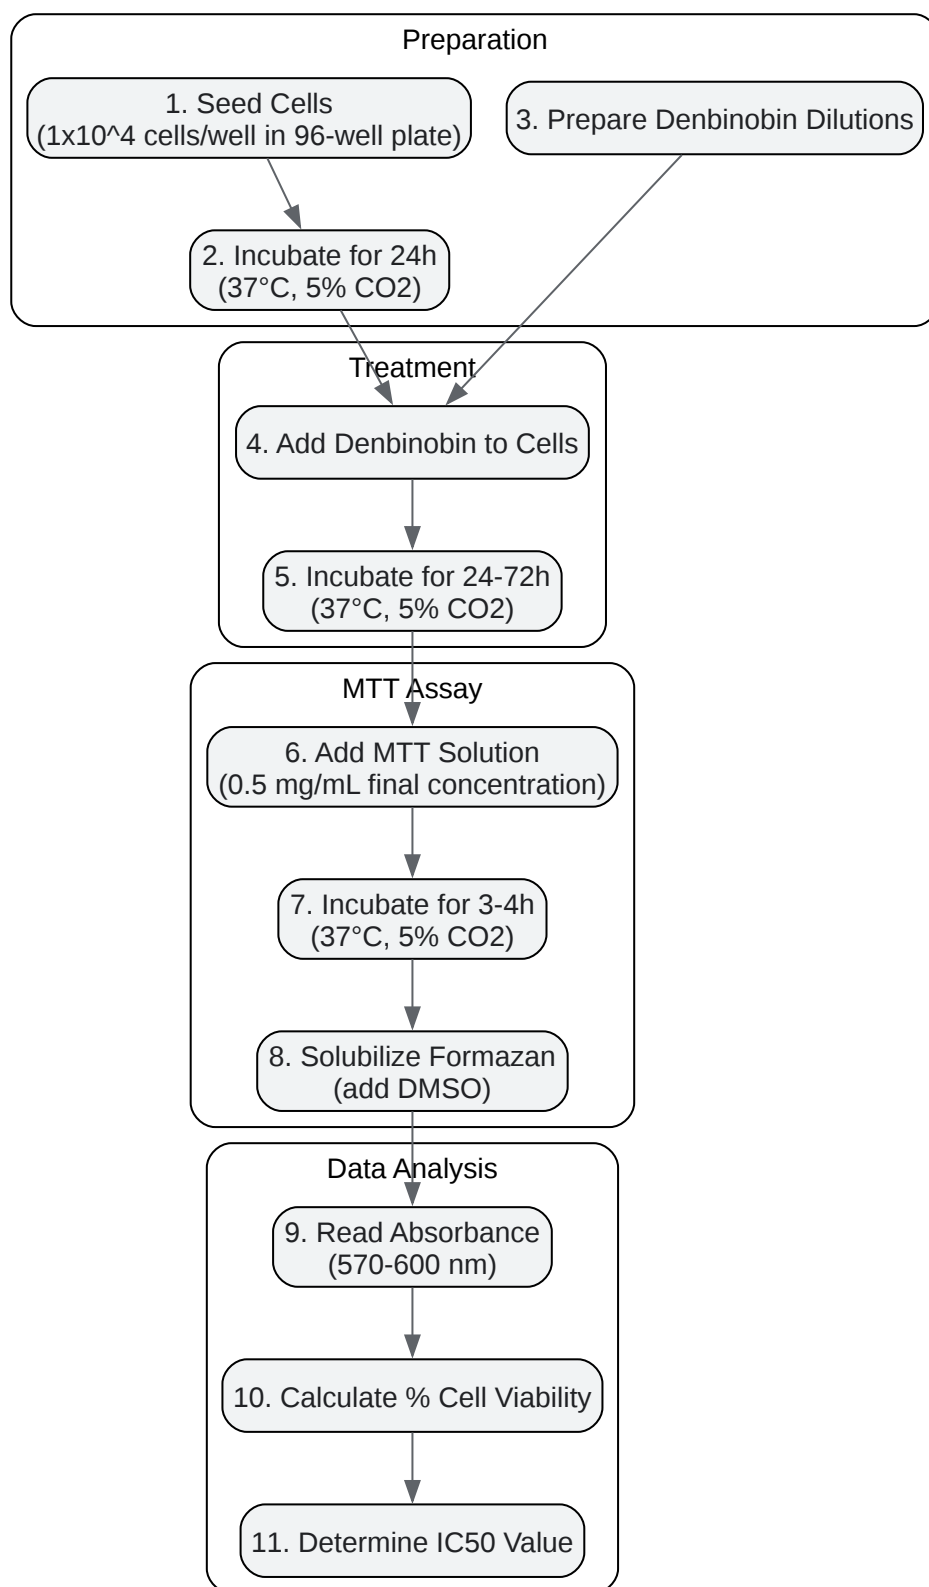 Preparation
1. Seed Cells
(1x10^4 cells/well in 96-well plate)
3. Prepare Denbinobin Dilutions
2. Incubate for 24h
(37°C, 5% CO2)
Treatment
4. Add Denbinobin to Cells
5. Incubate for 24-72h
(37°C, 5% CO2)
MTT Assay
6. Add MTT Solution
(0.5 mg/mL final concentration)
7. Incubate for 3-4h
(37°C, 5% CO2)
8. Solubilize Formazan
(add DMSO)
Data Analysis
9. Read Absorbance
(570-600 nm)
10. Calculate % Cell Viability
11. Determine IC50 Value